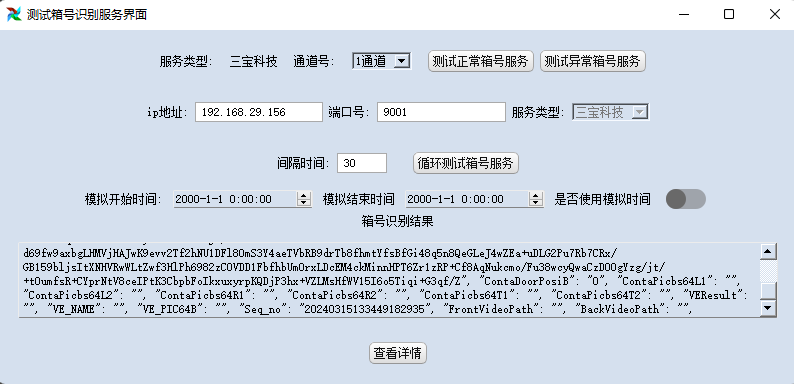 测试箱号识别服务界面
服务类型: 三宝科技 通道号: 1通道 测试正常箱号服务 测试异常箱号服务
ip地址: 192.168.29.156 端口号: 9001 服务类型: 三宝科技
间隔时间: 30 循环测试箱号服务
模拟开始时间: 2000-1-1 0:00:00 模拟结束时间 2000-1-1 0:00:00 是否使用模拟时间
箱号识别结果
d69fw9axbgLHMVjHAJwK9evv2Tf2hNU1DFl8OmS3Y4aeTVbRB9drTb8fhmtYfsBfGi48q5n8QeGLeJ4wZEa+uDLG2Pu7Rb7CRx/
GB159bljsItXNHVRwWLtZwf3HlPh6982zCOVDD1FbfhbUmOrxLDcEM4ckMinnHPT6Zr1zRP+Cf8AqNukcmo/Fu38wcyQwaCzD0OgYzg/jt/
+tOumfsR+CYprNtV8ceIPtK3CbpbFoIkxuxyrpKQDjP3hx+VZLMsHfWV15I6o5Tiqi+G3qf/Z", "ContaDoorPosiB": "0", "ContaPicbs64L1": "",
"ContaPicbs64L2": "", "ContaPicbs64R1": "", "ContaPicbs64R2": "", "ContaPicbs64T1": "", "ContaPicbs64T2": "", "VEResult":
"", "VE_NAME": "", "VE_PIC64B": "", "Seq_no": "20240315133449182935", "FrontVideoPath": "", "BackVideoPath": "",
查看详情